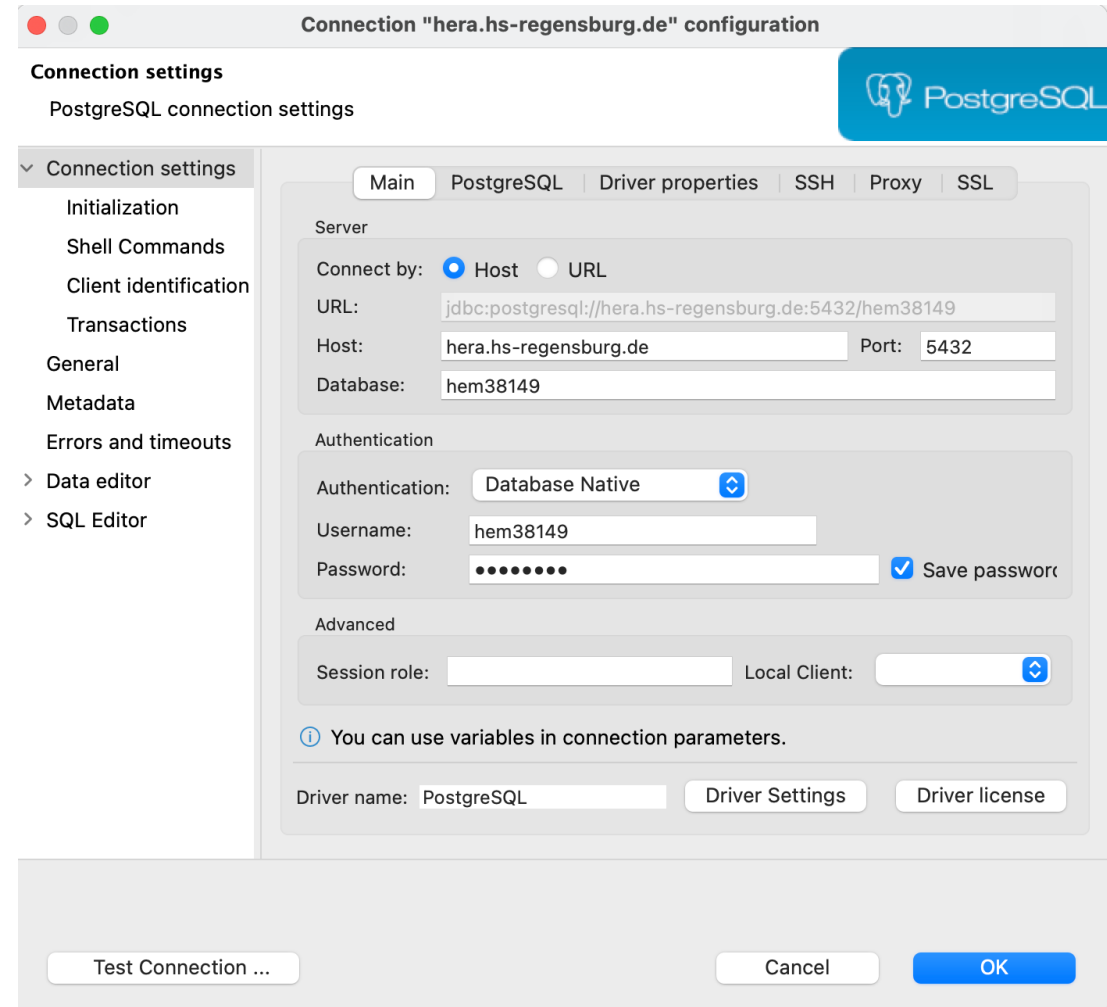 Connection "hera.hs-regensburg.de" configuration
Connection settings
PostgreSQL connection settings
PostgreSQL
Connection settings
Initialization
Shell Commands
Client identification
Transactions
General
Metadata
Errors and timeouts
Data editor
SQL Editor
Main PostgreSQL Driver properties SSH Proxy SSL
Server
Connect by: Host URL
URL: jdbc:postgresql://hera.hs-regensburg.de:5432/hem38149
Host: hera.hs-regensburg.de Port: 5432
Database: hem38149
Authentication
Authentication: Database Native
Username: hem38149
Password: ••••••••
Save password
Advanced
Session role: Local Client:
You can use variables in connection parameters.
Driver name: PostgreSQL Driver Settings Driver license
Test Connection ... Cancel OK